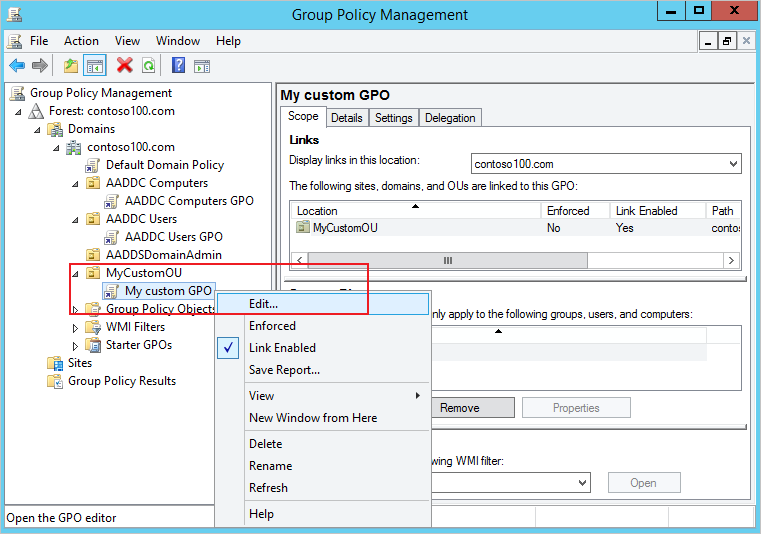 Group Policy Management
File Action View Window Help
Group Policy Management
Forest: contoso100.com
Domains
contoso100.com
Default Domain Policy
AADDC Computers
AADDC Computers GPO
AADDC Users
AADDC Users GPO
AADDSDomainAdmin
MyCustomOU
My custom GPO
Group Policy Objects
WMI Filters
Starter GPOs
Sites
Group Policy Results
My custom GPO
Scope Details Settings Delegation
Links
Display links in this location: contoso100.com
The following sites, domains, and OUs are linked to this GPO:
Location Enforced Link Enabled Path
MyCustomOU No Yes contos
only apply to the following groups, users, and computers:
Remove Properties
wing WMI filter:
Open
Edit...
Enforced
Link Enabled
Save Report...
View
New Window from Here
Delete
Rename
Refresh
Help
Open the GPO editor